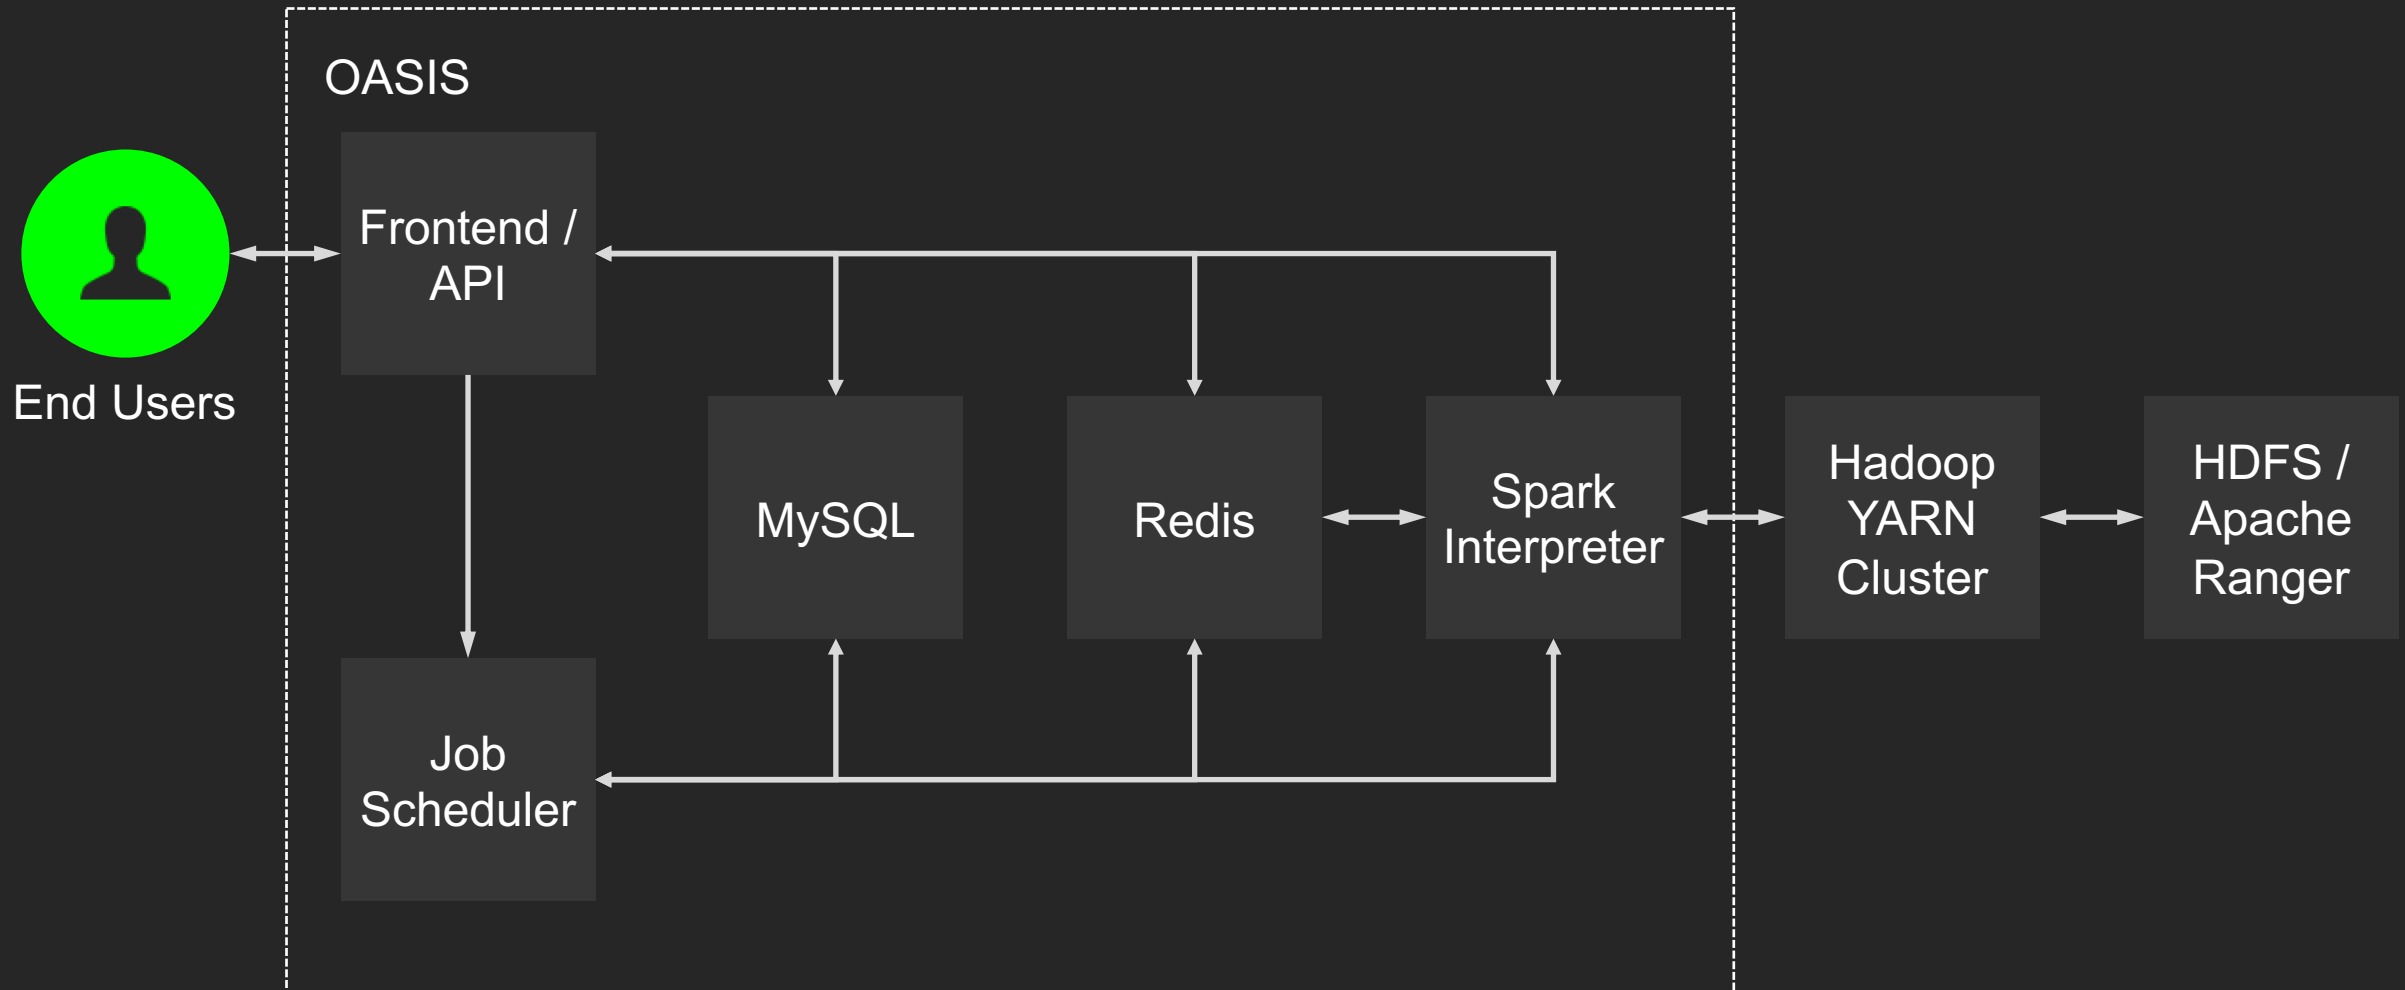 OASIS
Frontend /
API
End Users
MySQL
Redis
Spark
Interpreter
Hadoop
YARN
Cluster
HDFS /
Apache
Ranger
Job
Scheduler